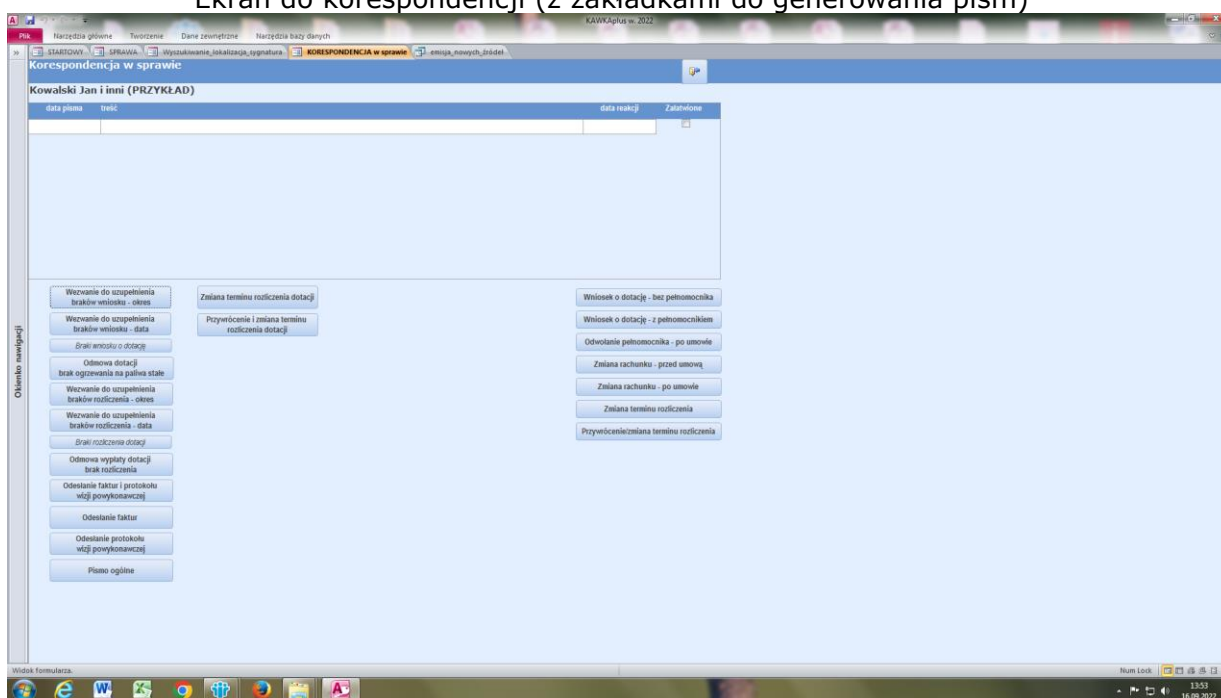 Ekran do korespondencji (z zakładkami do generowania pism)
KAWKAplus w. 2022
Plik Narzędzia główne Tworzenie Dane zewnętrzne Narzędzia bazy danych
STARTOWY SPRAWA Wyszukiwanie_lokalizacja_sygnatura KORESPONDENCJA w sprawie emisja_nowych_źródeł
Korespondencja w sprawie
Kowalski Jan i inni (PRZYKŁAD)
data pisma treść data reakcji Załatwione
Wezwanie do uzupełnienia
braków wniosku - okres
Wezwanie do uzupełnienia
braków wniosku - data
Braki wniosku o dotację
Odmowa dotacji
brak ogrzewania na paliwa stałe
Wezwanie do uzupełnienia
braków rozliczenia - okres
Wezwanie do uzupełnienia
braków rozliczenia - data
Braki rozliczenia dotacji
Odmowa wypłaty dotacji
brak rozliczenia
Odesłanie faktur i protokołu
wizji powykonawczej
Odesłanie faktur
Odesłanie protokołu
wizji powykonawczej
Pismo ogólne
Zmiana terminu rozliczenia dotacji
Przywrócenie i zmiana terminu
rozliczenia dotacji
Wniosek o dotację - bez pełnomocnika
Wniosek o dotację - z pełnomocnikiem
Odwołanie pełnomocnika - po umowie
Zmiana rachunku - przed umową
Zmiana rachunku - po umowie
Zmiana terminu rozliczenia
Przywrócenie/zmiana terminu rozliczenia
Okienko nawigacji
Widok formularza.
Num Lock
13:53
16.09.2022